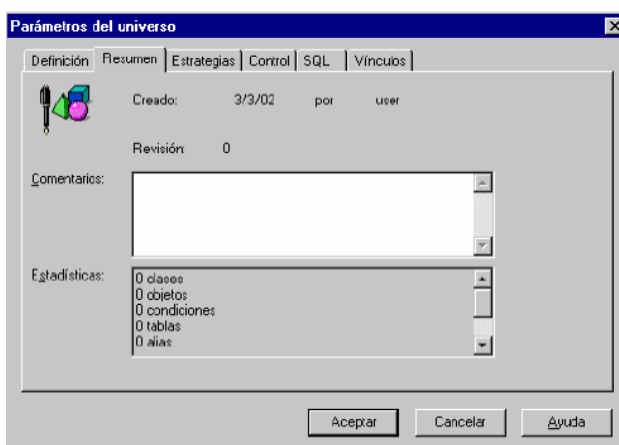 Parámetros del universo
Definición Resumen Estrategias Control SQL Vínculos
Creado: 3/3/02 por user
Revisión: 0
Comentarios:
Estadísticas:
0 clases
0 objetos
0 condiciones
0 tablas
0 alias
Aceptar Cancelar Ayuda